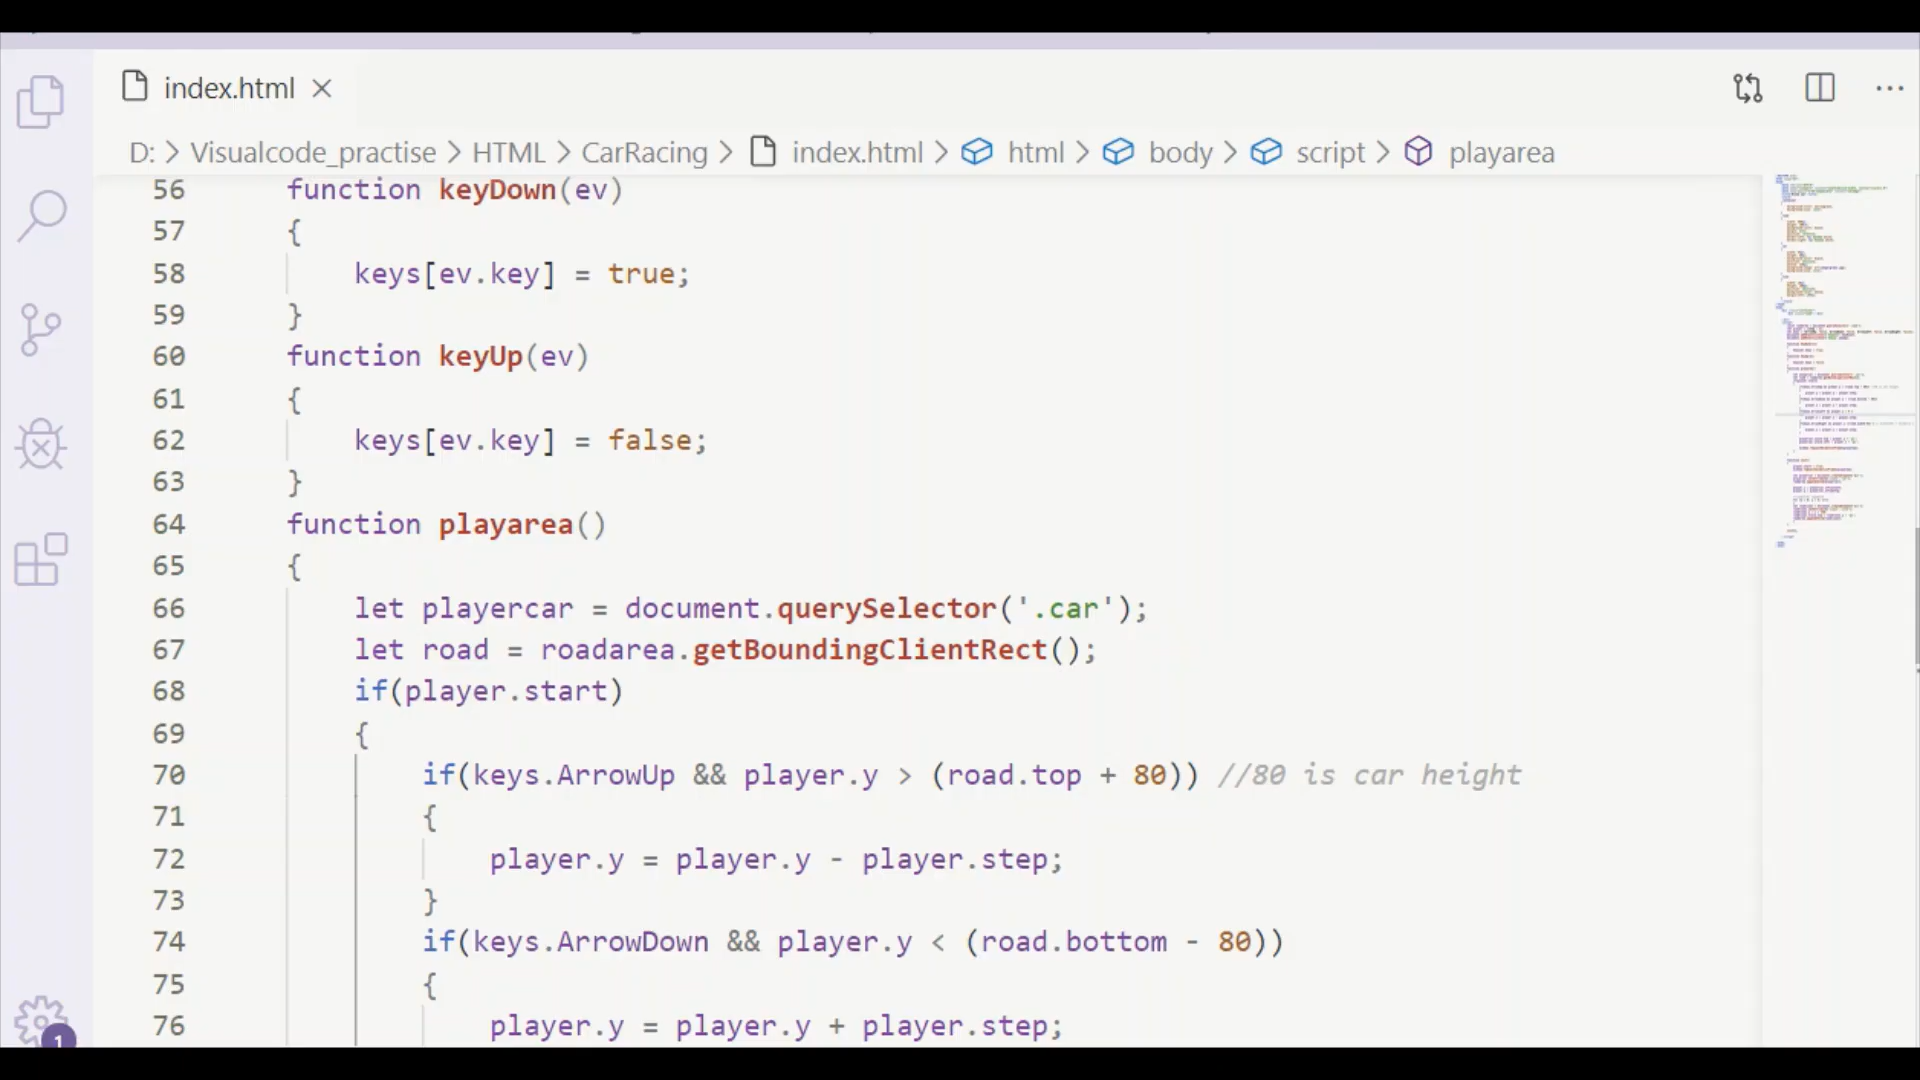 index.html
D: > Visualcode_practise > HTML > CarRacing > index.html > html > body > script > playarea
56 function keyDown(ev)
57 {
58 keys[ev.key] = true;
59 }
60 function keyUp(ev)
61 {
62 keys[ev.key] = false;
63 }
64 function playarea()
65 {
66 let playercar = document.querySelector('.car');
67 let road = roadarea.getBoundingClientRect();
68 if(player.start)
69 {
70 if(keys.ArrowUp && player.y > (road.top + 80)) //80 is car height
71 {
72 player.y = player.y - player.step;
73 }
74 if(keys.ArrowDown && player.y < (road.bottom - 80))
75 {
76 player.y = player.y + player.step;
1